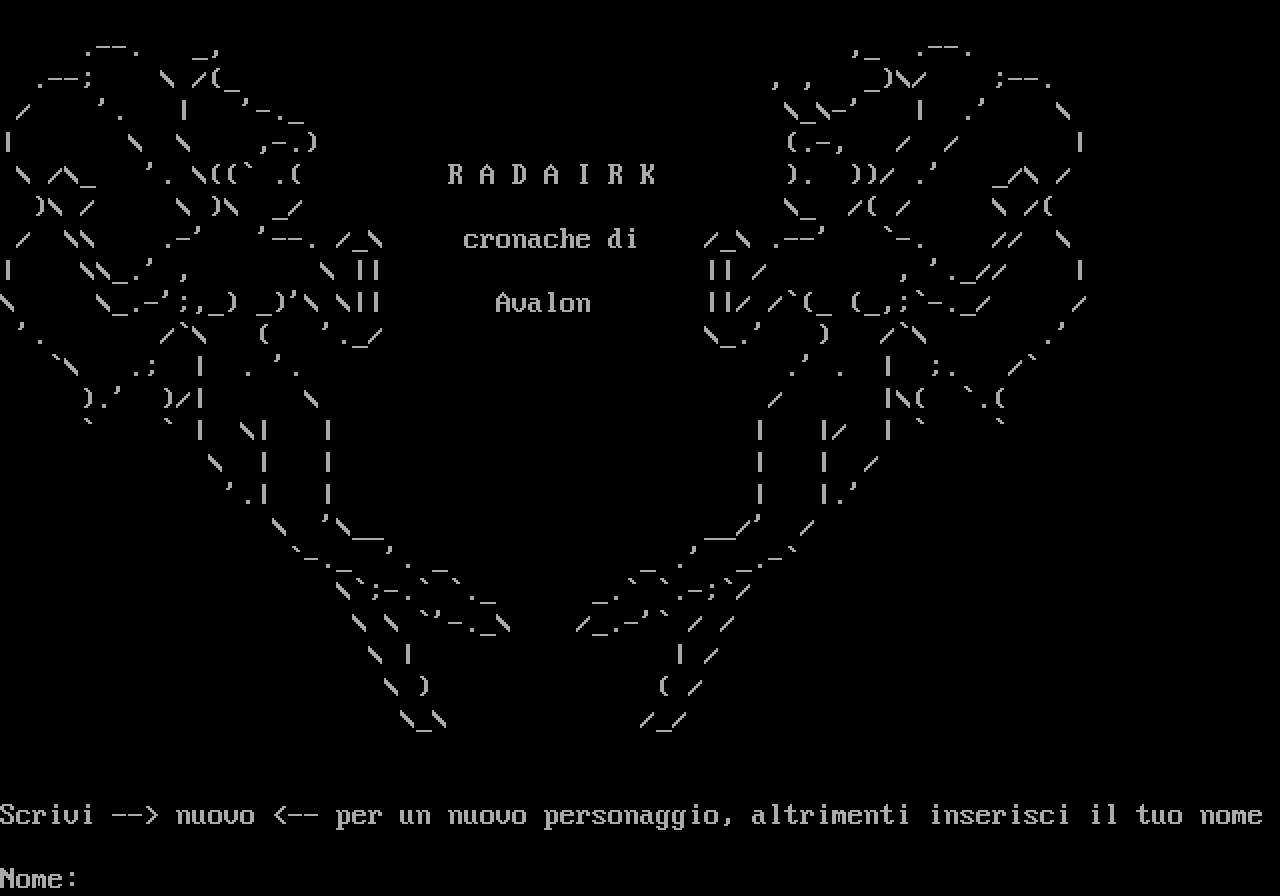 R A D A I R K
cronache di
Avalon
Scrivi --> nuovo <-- per un nuovo personaggio, altrimenti inserisci il tuo nome
Nome: